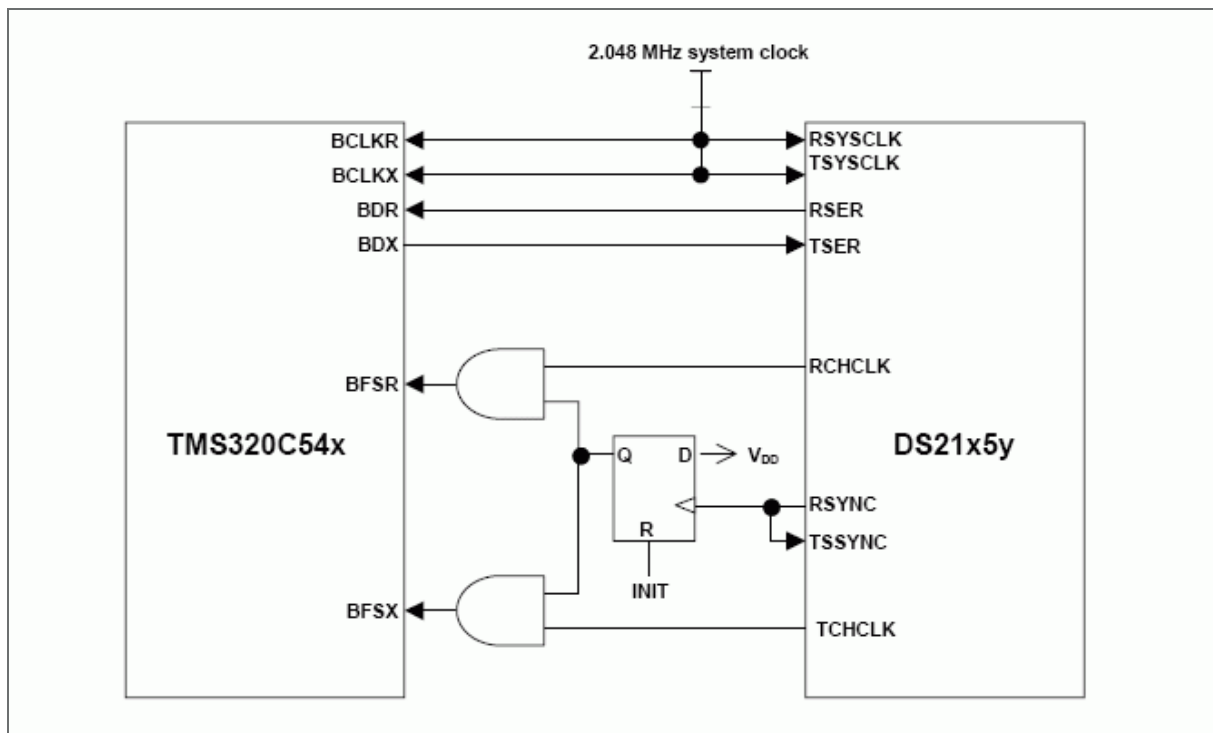 2.048 MHz system clock
BCLKR
RSYSCLK
TSYSCLK
BCLKX
BDR
RSER
BDX
TSER
RCHCLK
BFSR
TMS320C54x
DS21x5y
Q
D
VDD
RSYNC
R
TSSYNC
INIT
BFSX
TCHCLK